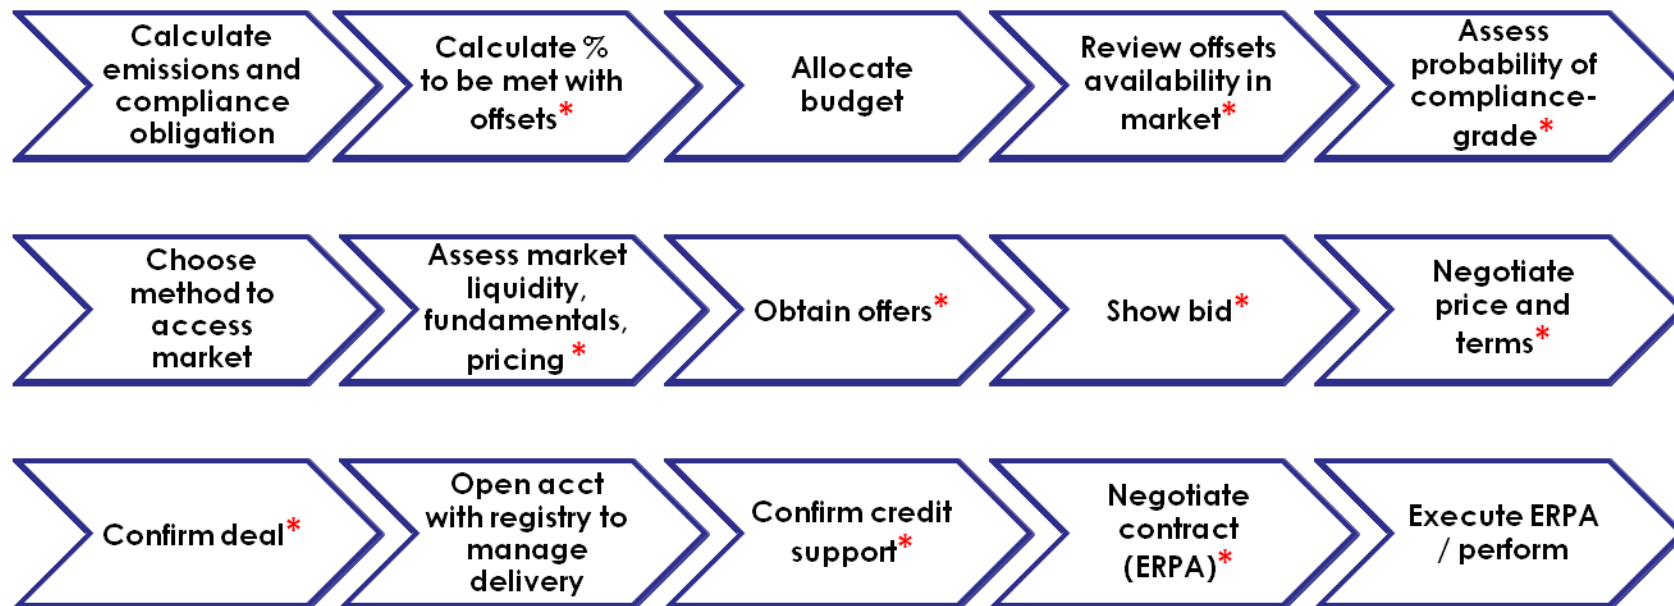 Calculate
emissions and
compliance
obligation
Calculate %
to be met with
offsets*
Allocate
budget
Review offsets
availability in
market*
Assess
probability of
compliance-
grade*
Choose
method to
access
market
Assess market
liquidity,
fundamentals,
pricing *
Obtain offers*
Show bid*
Negotiate
price and
terms*
Confirm deal*
Open acct
with registry to
manage
delivery
Confirm credit
support*
Negotiate
contract
(ERPA)*
Execute ERPA
/ perform